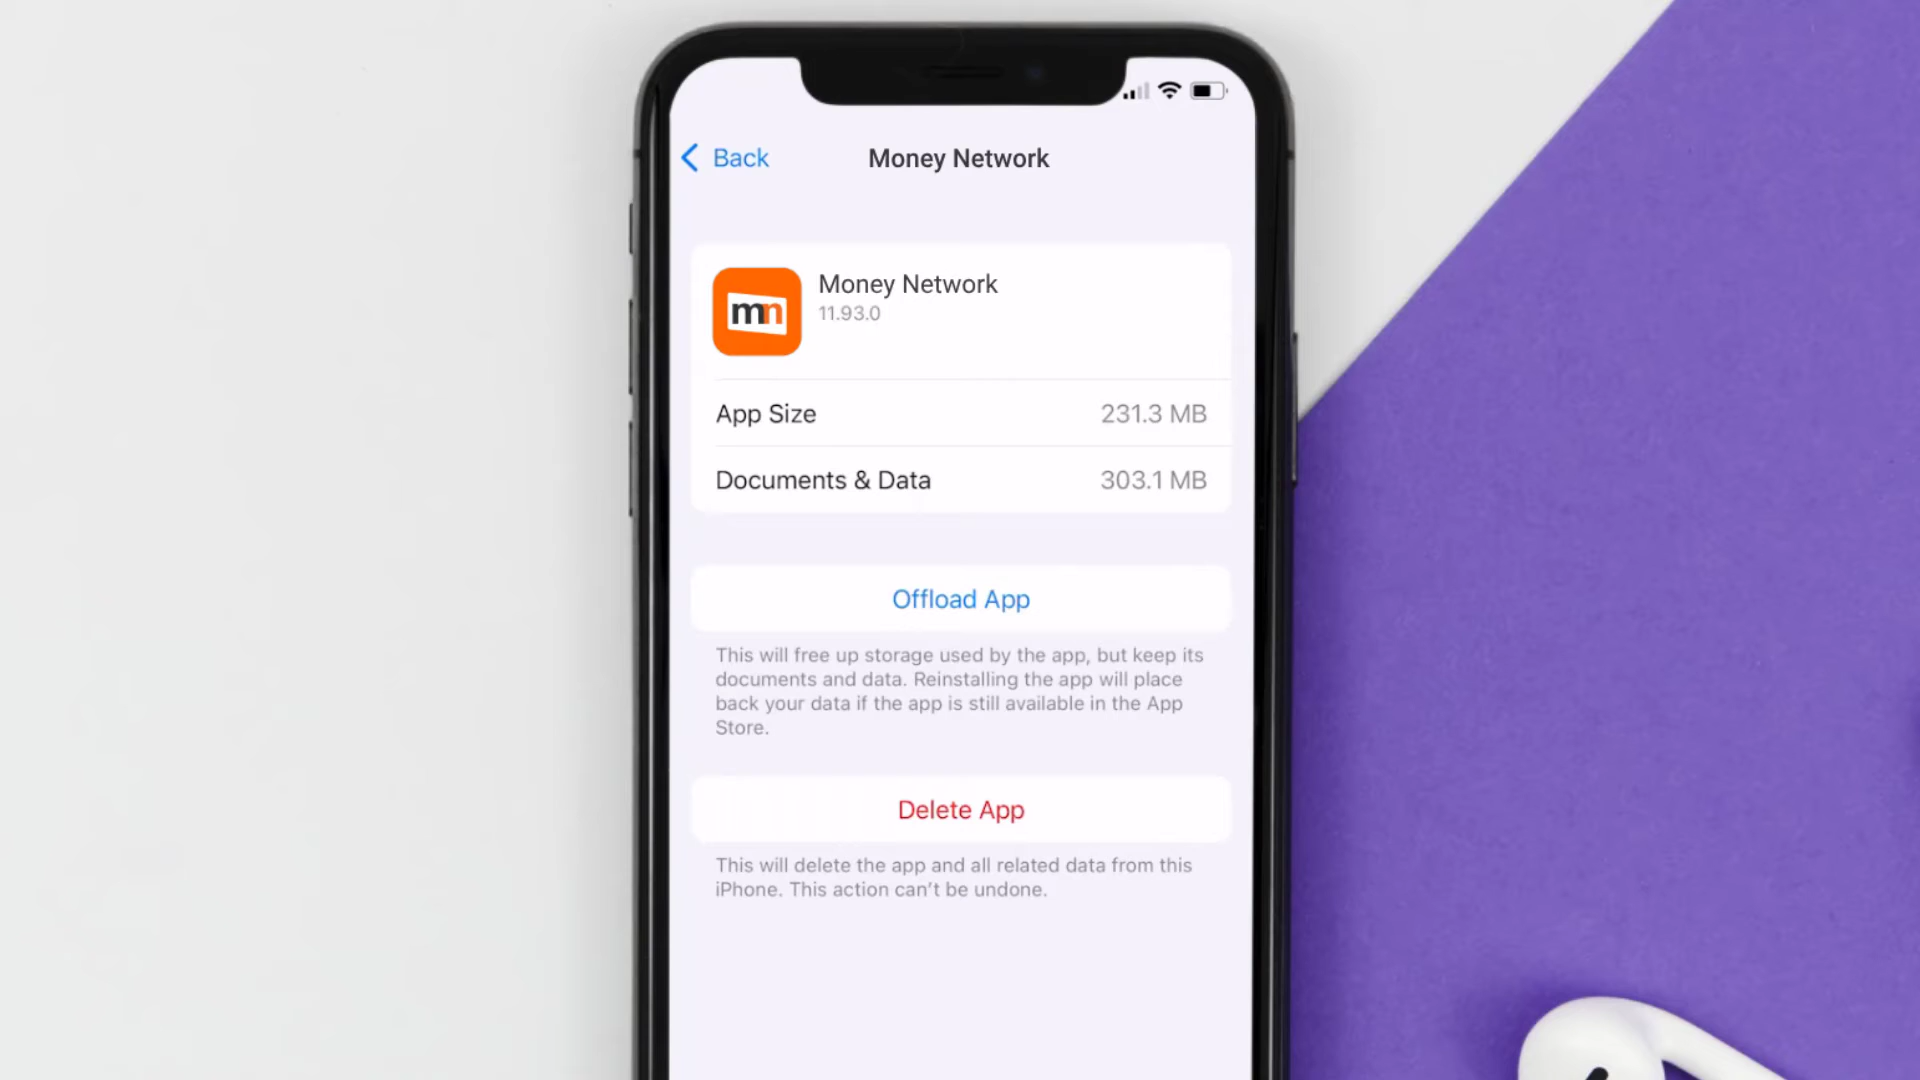 Back
Money Network
mn
Money Network
11.93.0
App Size
231.3 MB
Documents & Data
303.1 MB
Offload App
This will free up storage used by the app, but keep its
documents and data. Reinstalling the app will place
back your data if the app is still available in the App
Store.
Delete App
This will delete the app and all related data from this
iPhone. This action can't be undone.